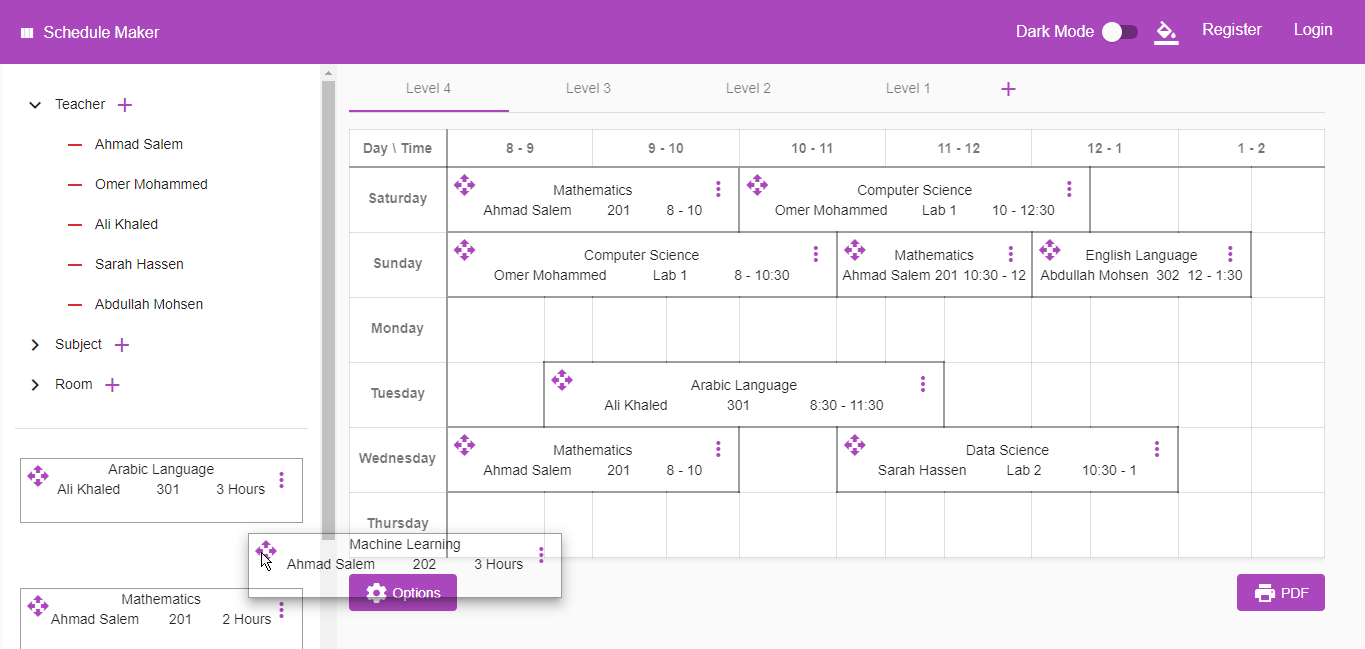 Schedule Maker
Dark Mode
Register
Login
Teacher
Ahmad Salem
Omer Mohammed
Ali Khaled
Sarah Hassen
Abdullah Mohsen
Subject
Room
Arabic Language
Ali Khaled 301 3 Hours
Mathematics
Ahmad Salem 201 2 Hours
Level 4 Level 3 Level 2 Level 1
Day \ Time 8 - 9 9 - 10 10 - 11 11 - 12 12 - 1 1 - 2
Saturday
Mathematics
Ahmad Salem 201 8 - 10
Computer Science
Omer Mohammed Lab 1 10 - 12:30
Sunday
Computer Science
Omer Mohammed Lab 1 8 - 10:30
Mathematics
Ahmad Salem 201 10:30 - 12
English Language
Abdullah Mohsen 302 12 - 1:30
Monday
Tuesday
Arabic Language
Ali Khaled 301 8:30 - 11:30
Wednesday
Mathematics
Ahmad Salem 201 8 - 10
Data Science
Sarah Hassen Lab 2 10:30 - 1
Thursday
Machine Learning
Ahmad Salem 202 3 Hours
Options
PDF